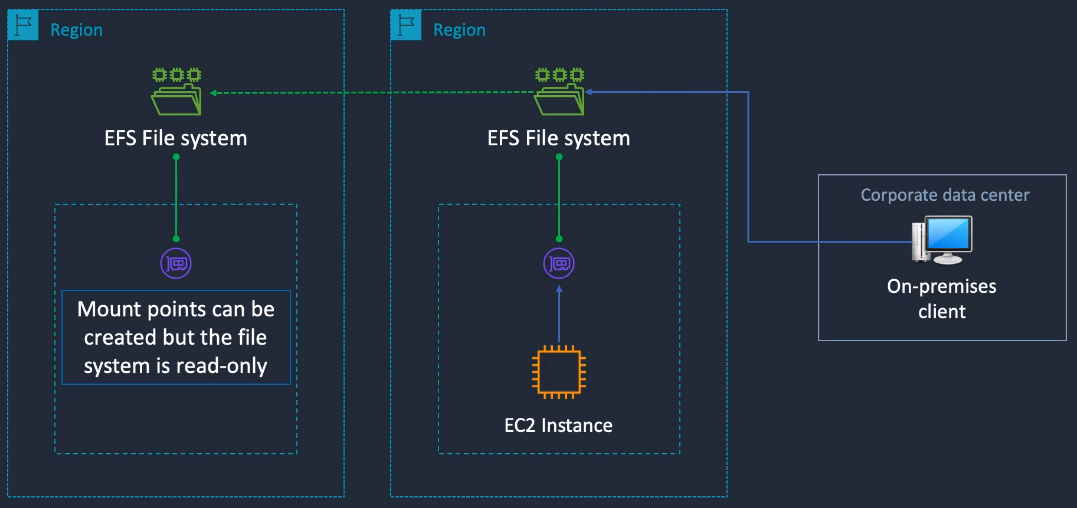 Region
EFS File system
Mount points can be
created but the file
system is read-only
Region
EFS File system
EC2 Instance
Corporate data center
On-premises
client